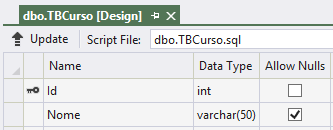 dbo.TBCurso [Design]
Update Script File: dbo.TBCurso.sql
Name Data Type Allow Nulls
Id int
Nome varchar(50)